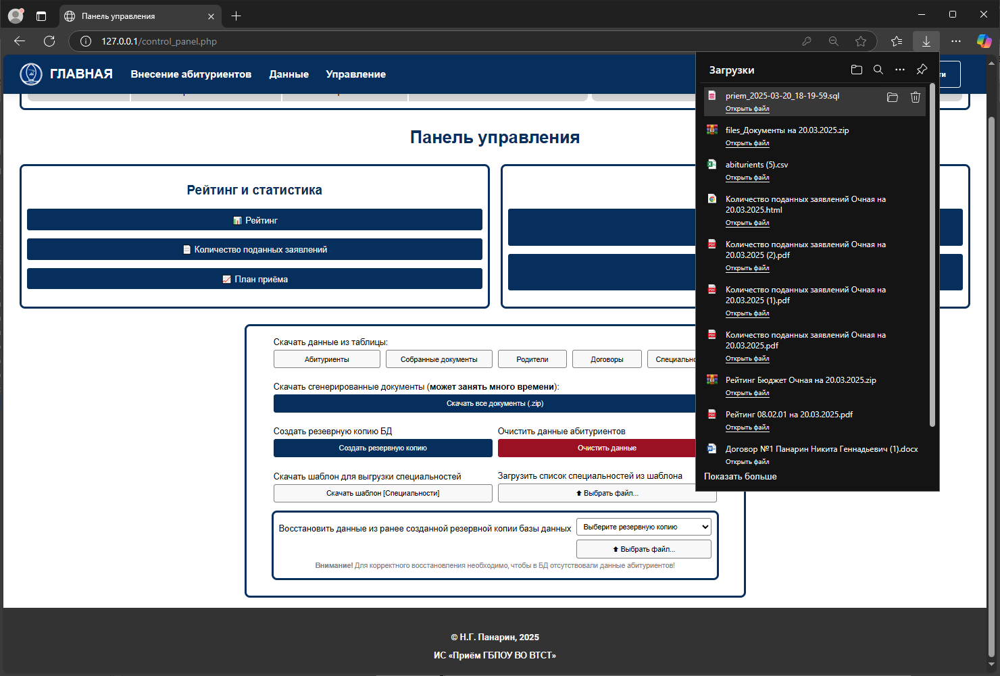 Панель управления
127.0.0.1/control_panel.php
ГЛАВНАЯ
Внесение абитуриентов
Данные
Управление
ти
Панель управления
Рейтинг и статистика
Рейтинг
Количество поданных заявлений
План приёма
Скачать данные из таблицы:
Абитуриенты
Собранные документы
Родители
Договоры
Специально
Скачать сгенерированные документы (может занять много времени):
Скачать все документы (.zip)
Создать резеврную копию БД
Очистить данные абитуриентов
Создать резервную копию
Очистить данные
Скачать шаблон для выгрузки специальностей
Загрузить список специальностей из шаблона
Скачать шаблон [Специальности]
Выбрать файл...
Восстановить данные из ранее созданной резервной копии базы данных
Выберите резервную копию
Выбрать файл...
Внимание! Для корректного восстановления необходимо, чтобы в БД отсутствовали данные абитуриентов!
© Н.Г. Панарин, 2025
ИС «Приём ГБПОУ ВО ВТСТ»
Загрузки
priem_2025-03-20_18-19-59.sql
Открыть файл
files_Документы на 20.03.2025.zip
Открыть файл
abiturients (5).csv
Открыть файл
Количество поданных заявлений Очная на
20.03.2025.html
Открыть файл
Количество поданных заявлений Очная на
20.03.2025 (2).pdf
Открыть файл
Количество поданных заявлений Очная на
20.03.2025 (1).pdf
Открыть файл
Количество поданных заявлений Очная на
20.03.2025.pdf
Открыть файл
Рейтинг Бюджет Очная на 20.03.2025.zip
Открыть файл
Рейтинг 08.02.01 на 20.03.2025.pdf
Открыть файл
Договор №1 Панарин Никита Геннадьевич (1).docx
Открыть файл
Показать больше